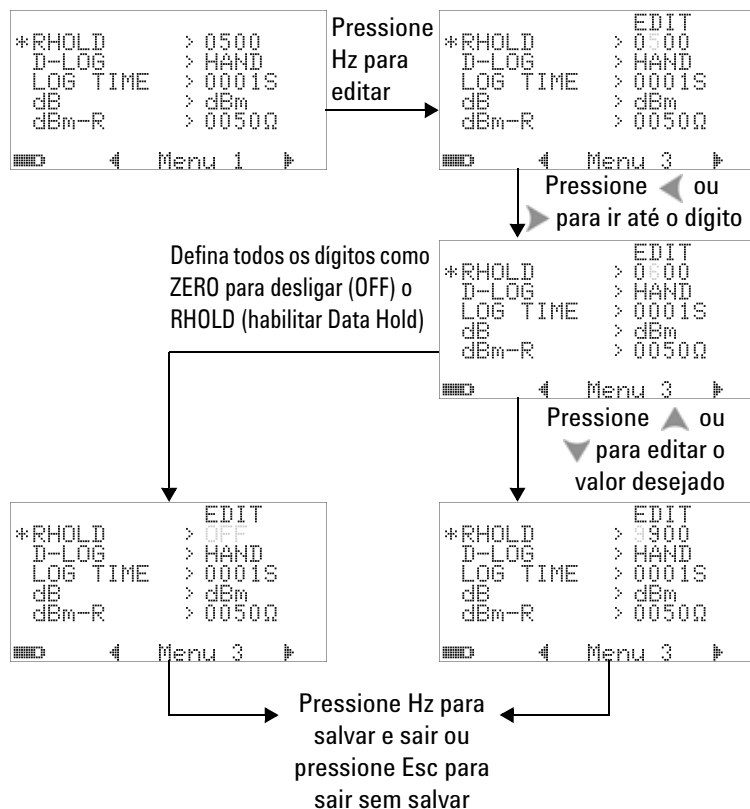 *RHOLD > 0500
D-LOG > HAND
LOG TIME > 0001S
dB > dBm
dBm-R > 0050Ω
Menu 1
Pressione
Hz para
editar
EDIT
*RHOLD > 0500
D-LOG > HAND
LOG TIME > 0001S
dB > dBm
dBm-R > 0050Ω
Menu 3
Pressione ou
para ir até o dígito
Defina todos os dígitos como
ZERO para desligar (OFF) o
RHOLD (habilitar Data Hold)
EDIT
*RHOLD > 0600
D-LOG > HAND
LOG TIME > 0001S
dB > dBm
dBm-R > 0050Ω
Menu 3
Pressione ou
para editar o
valor desejado
EDIT
*RHOLD > OFF
D-LOG > HAND
LOG TIME > 0001S
dB > dBm
dBm-R > 0050Ω
Menu 3
EDIT
*RHOLD > 9900
D-LOG > HAND
LOG TIME > 0001S
dB > dBm
dBm-R > 0050Ω
Menu 3
Pressione Hz para
salvar e sair ou
pressione Esc para
sair sem salvar